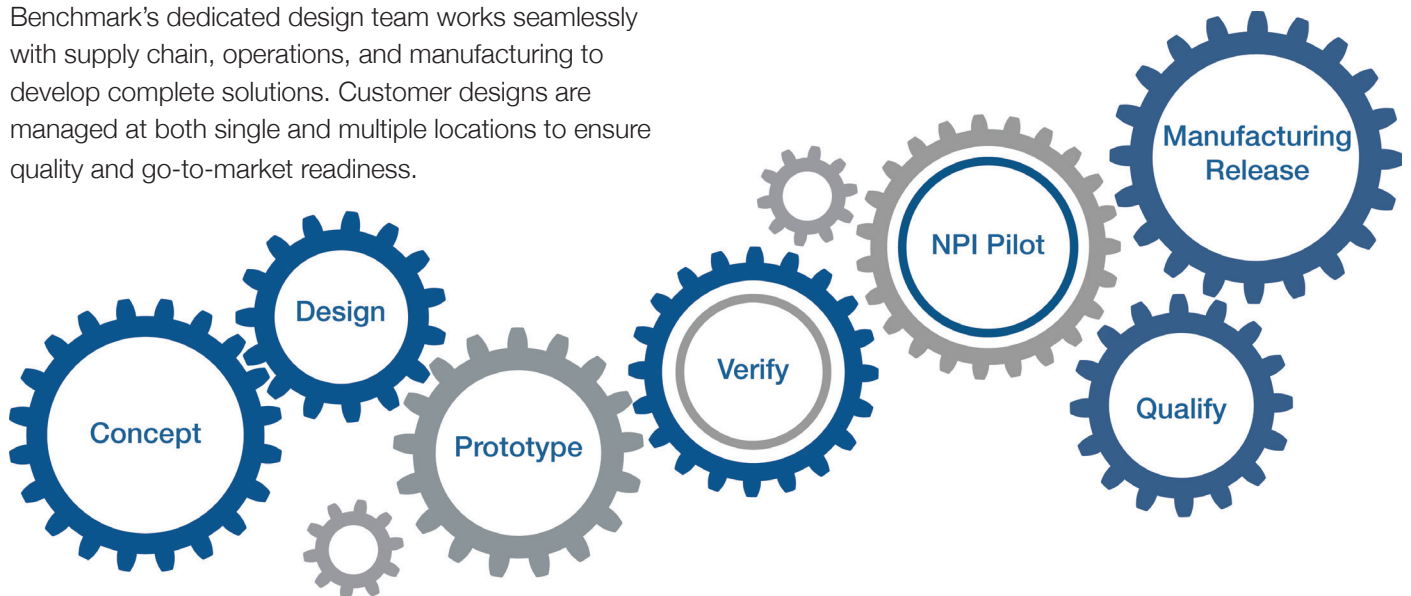 Benchmark’s dedicated design team works seamlessly
with supply chain, operations, and manufacturing to
develop complete solutions. Customer designs are
managed at both single and multiple locations to ensure
quality and go-to-market readiness.
Concept
Design
Prototype
Verify
NPI Pilot
Qualify
Manufacturing
Release